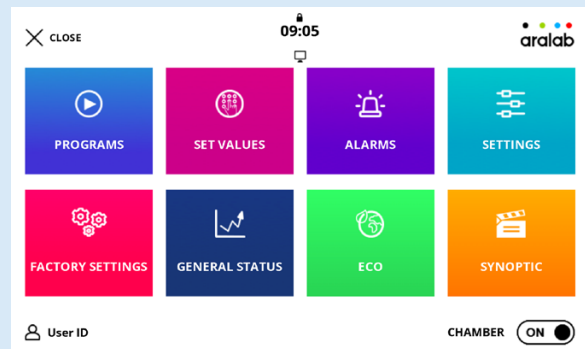 CLOSE
09:05
aralab
PROGRAMS
SET VALUES
ALARMS
SETTINGS
FACTORY SETTINGS
GENERAL STATUS
ECO
SYNOPTIC
User ID
CHAMBER ON